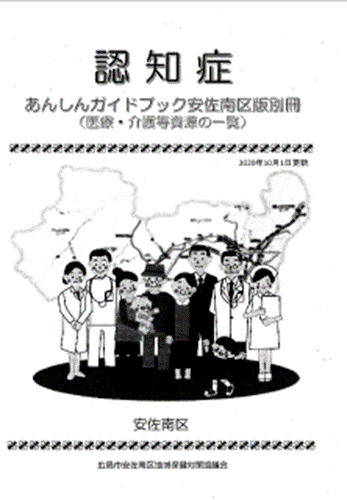 認知症
あんしんガイドブック安佐南区版別冊
(医療・介護等資源の一覧)
2020年10月1日更新
安佐南区
広島市安佐南区地域保健対策協議会